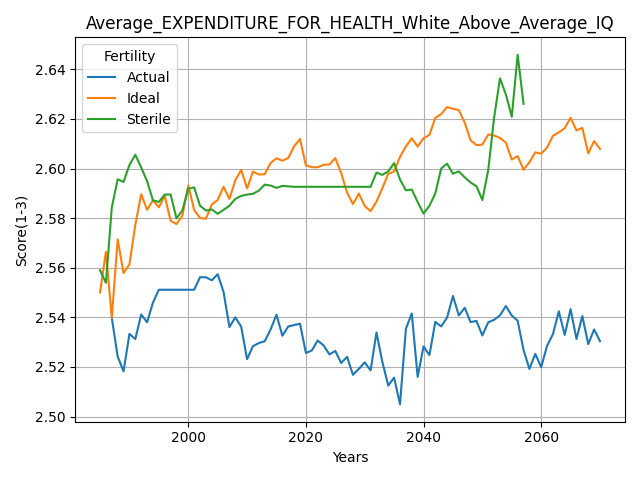 Average_EXPENDITURE_FOR_HEALTH_White_Above_Average_IQ
Fertility
Actual
Ideal
Sterile
2.64
2.62
2.60
2.58
2.56
2.54
2.52
2.50
Score(1-3)
2000
2020
2040
2060
Years